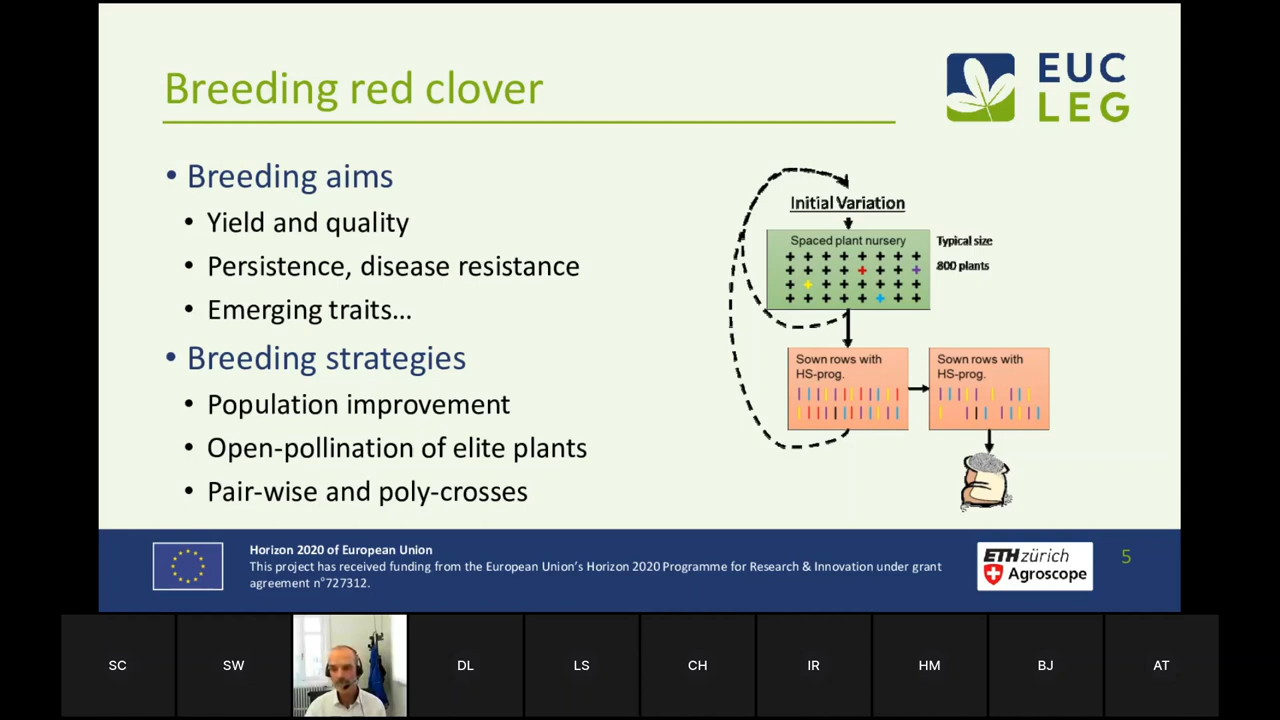 Breeding red clover
EUC
LEG
• Breeding aims
• Yield and quality
• Persistence, disease resistance
• Emerging traits...
• Breeding strategies
• Population improvement
• Open-pollination of elite plants
• Pair-wise and poly-crosses
Initial Variation
Spaced plant nursery
Typical size
800 plants
Sown rows with
HS-prog.
Sown rows with
HS-prog.
Horizon 2020 of European Union
This project has received funding from the European Union's Horizon 2020 Programme for Research & Innovation under grant
agreement n°727312.
ETH zürich
Agroscope
5
SC
SW
DL
LS
CH
IR
HM
BJ
AT